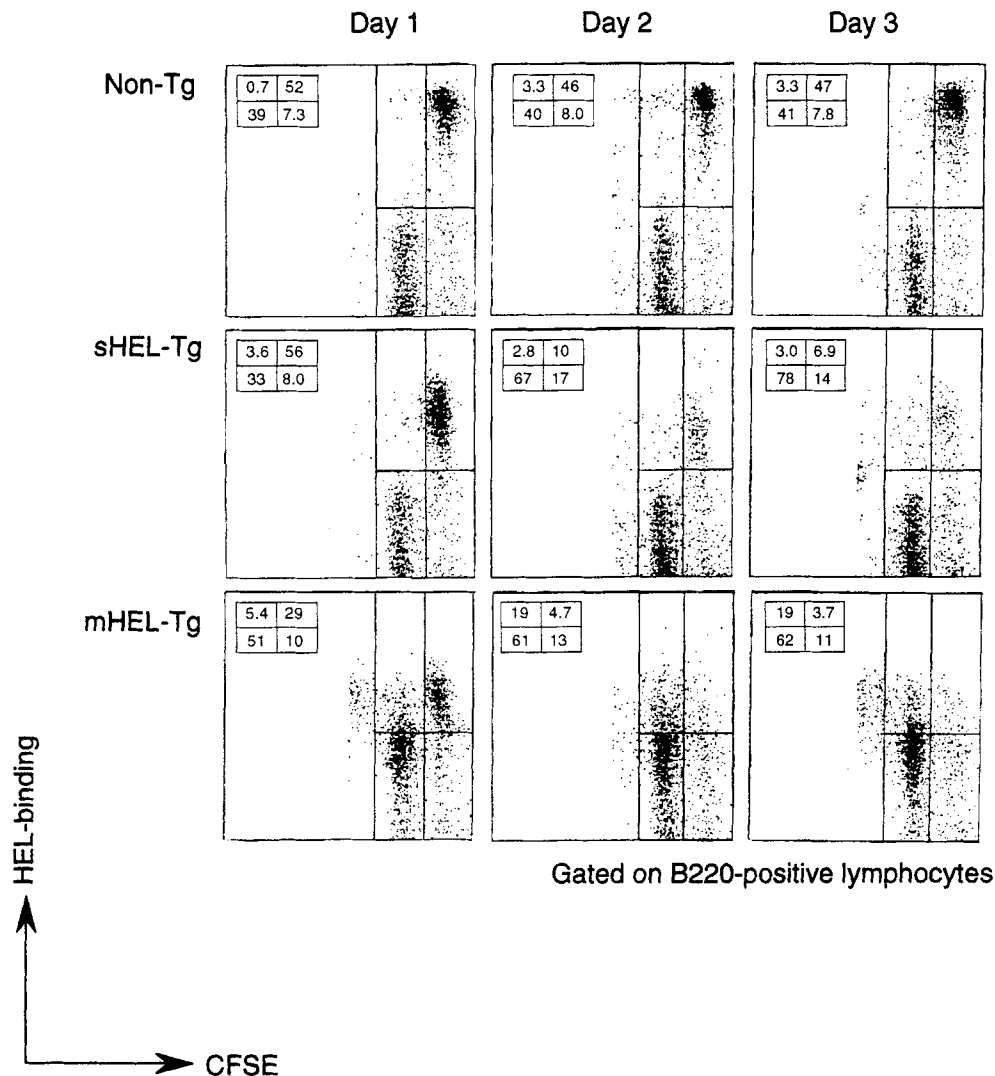 Day 1 Day 2 Day 3
Non-Tg
0.7 52
39 7.3
3.3 46
40 8.0
3.3 47
41 7.8
sHEL-Tg
3.6 56
33 8.0
2.8 10
67 17
3.0 6.9
78 14
mHEL-Tg
5.4 29
51 10
19 4.7
61 13
19 3.7
62 11
Gated on B220-positive lymphocytes
HEL-binding
CFSE